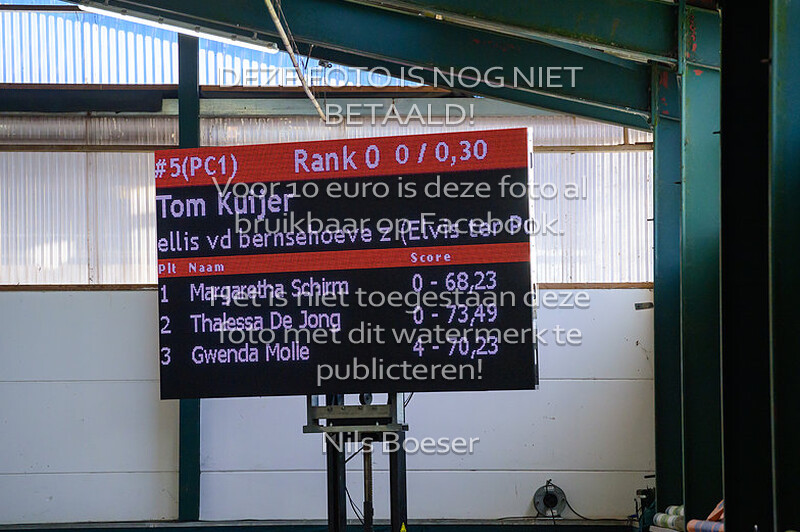 DEZE FOTO IS NOG NIET
BETAALD!
#5(PC1) Rank 0 0 / 0,30
Voor 10 euro is deze foto al
Tom Kuijer
bruikbaar op Facebook.
ellis vd bernsehoeve z (Elvis ter P
Plt Naam Score
1 Margaretha Schirm 0 - 68,23
Het is niet toegestaan deze
2 Thalessa De Jong 0 - 73,49
foto met dit watermerk te
3 Gwenda Molle 4 - 70,23
publiceren!
Nils Boeser